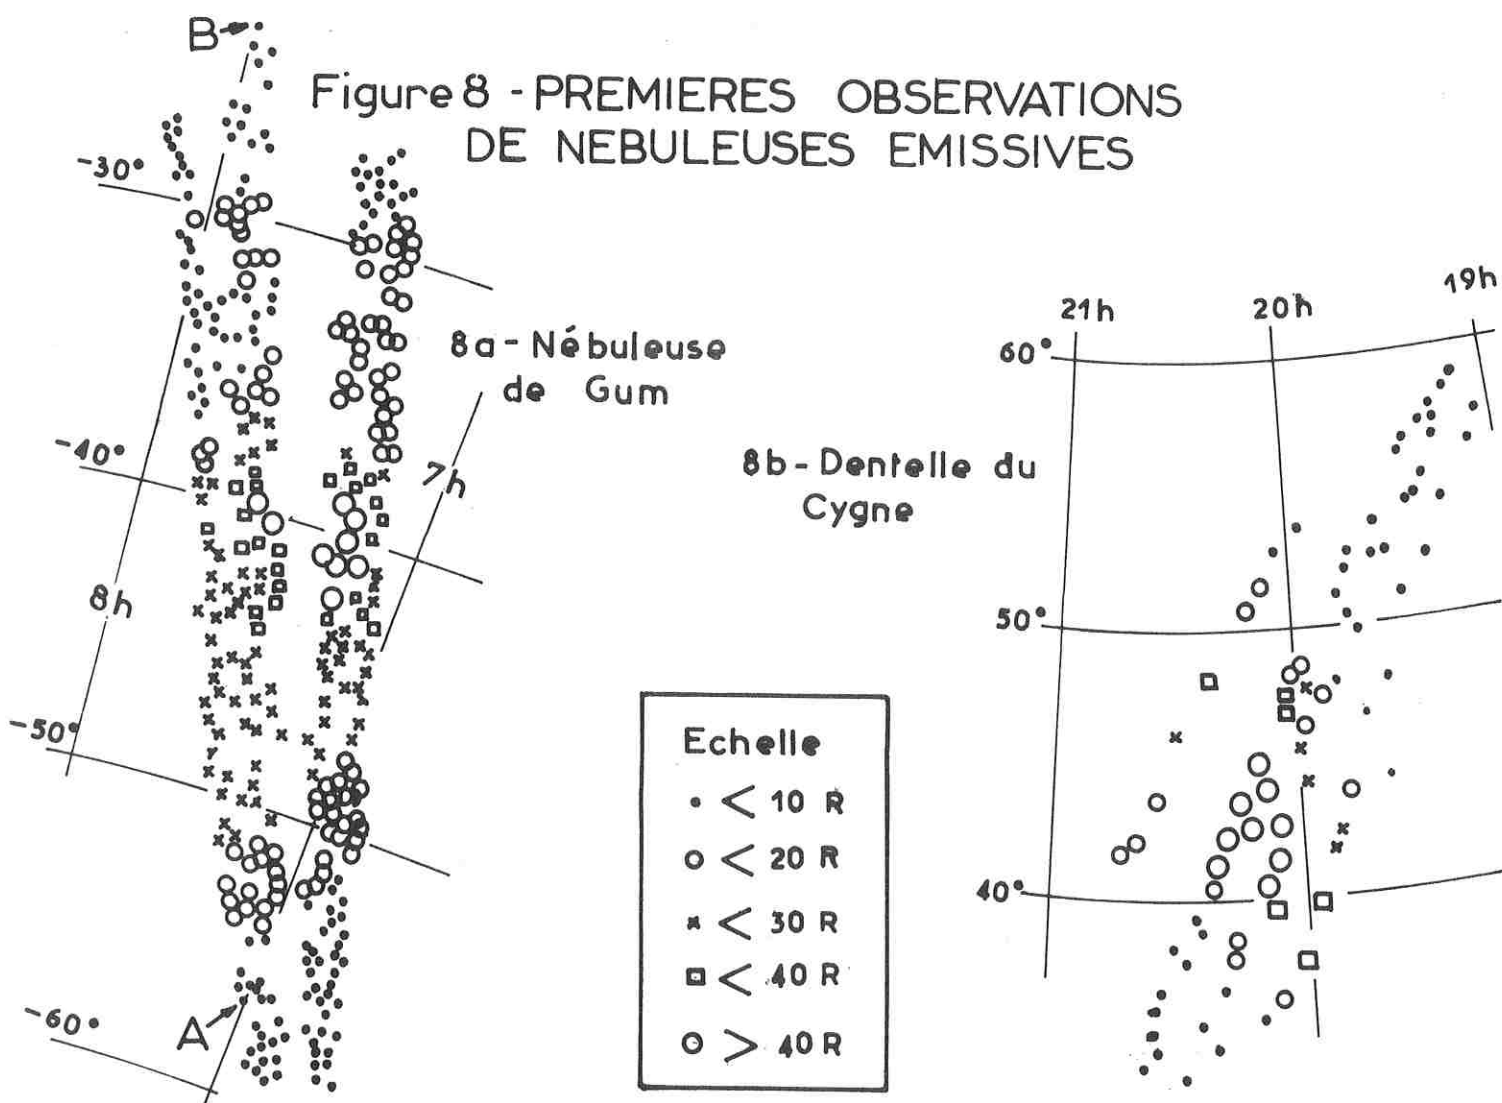 B
Figure 8 - PREMIERES OBSERVATIONS
DE NEBULEUSES EMISSIVES
-30°
8a - Nébuleuse
de Gum
-40°
7h
8h
-50°
A
-60°
19h
20h
21h
60°
8b - Dentelle du
Cygne
50°
40°
Echelle
• < 10 R
o < 20 R
x < 30 R
□ < 40 R
O > 40 R